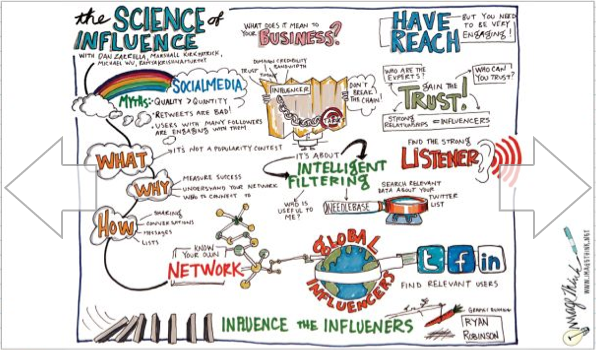 the SCIENCE of
INFLUENCE
WITH DAN ZARRELLA, MARSHALL KIRKPATRICK,
MICHAEL WU, RAMYA KRISHNAMURTHY
WHAT DOES IT MEAN TO
YOUR BUSINESS?
HAVE
REACH
BUT YOU NEED
TO BE VERY
ENGAGING!
SOCIALMEDIA
MYTHS:
QUALITY > QUANTITY
RETWEETS ARE BAD!
USERS WITH MANY FOLLOWERS
ARE ENGAGING WITH THEM
DOMAIN CREDIBILITY
BANDWIDTH
TRUST
INFLUENCER
DON'T
BREAK
THE CHAIN!
WHO ARE
THE EXPERTS?
WHO CAN
YOU TRUST?
GAIN THE
TRUST!
STRONG
RELATIONSHIPS
= INFLUENCERS
WHAT
IT'S NOT A POPULARITY CONTEST
WHY
MEASURE SUCCESS
UNDERSTAND YOUR NETWORK
WHO TO CONNECT TO
HOW
SHARING
CONVERSATIONS
MESSAGES
LISTS
IT'S ABOUT
INTELLIGENT
FILTERING
WHO IS
USEFUL TO
ME?
NEEDLEBASE
SEARCH RELEVANT
DATA ABOUT YOUR
TWITTER
LIST
FIND THE STRONG
LISTENER
KNOW
YOUR OWN
NETWORK
GLOBAL
INFLUENCERS
t f in
FIND RELEVANT USERS
INFLUENCE THE INFLUENERS
RYAN
ROBINSON
ImageThink
WWW.IMAGETHINK.NET